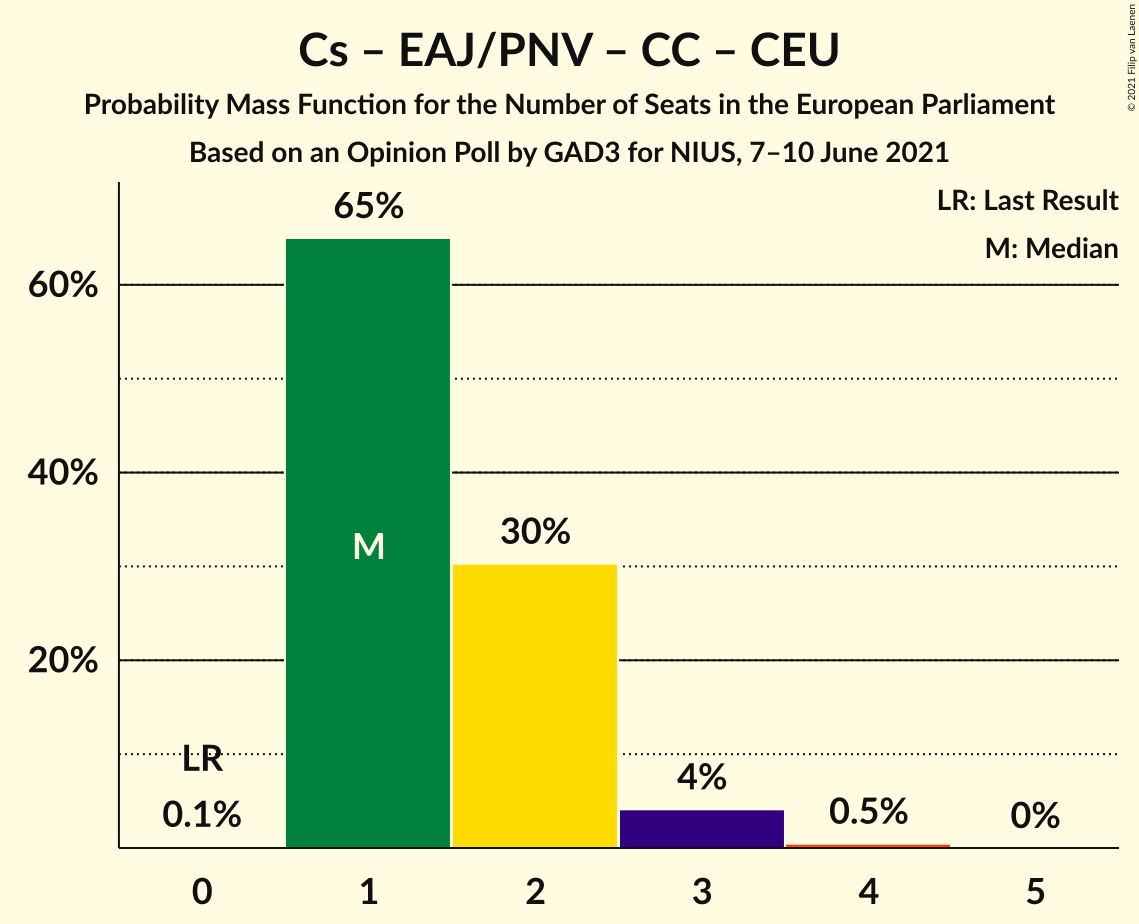 Cs – EAJ/PNV – CC – CEU
Probability Mass Function for the Number of Seats in the European Parliament
Based on an Opinion Poll by GAD3 for NIUS, 7–10 June 2021
© 2021 Filip van Laenen
LR: Last Result
M: Median
65%
60%
40%
30%
M
20%
LR
0.1%
4%
0.5%
0%
0 1 2 3 4 5